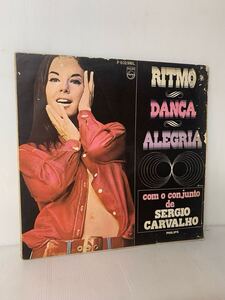 RITMO
DANÇA
ALEGRIA
com o conjunto
de
SERGIO
CARVALHO
PHILIPS